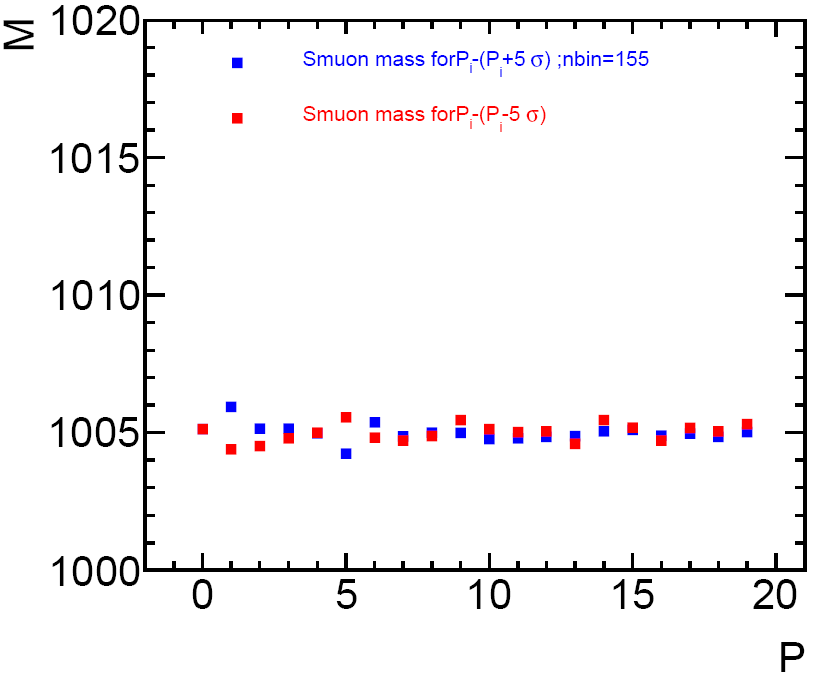 M
1020
1015
1010
1005
1000
Smuon mass forPi-(Pi+5 σ) ;nbin=155
Smuon mass forPi-(Pi-5 σ)
0 5 10 15 20
P